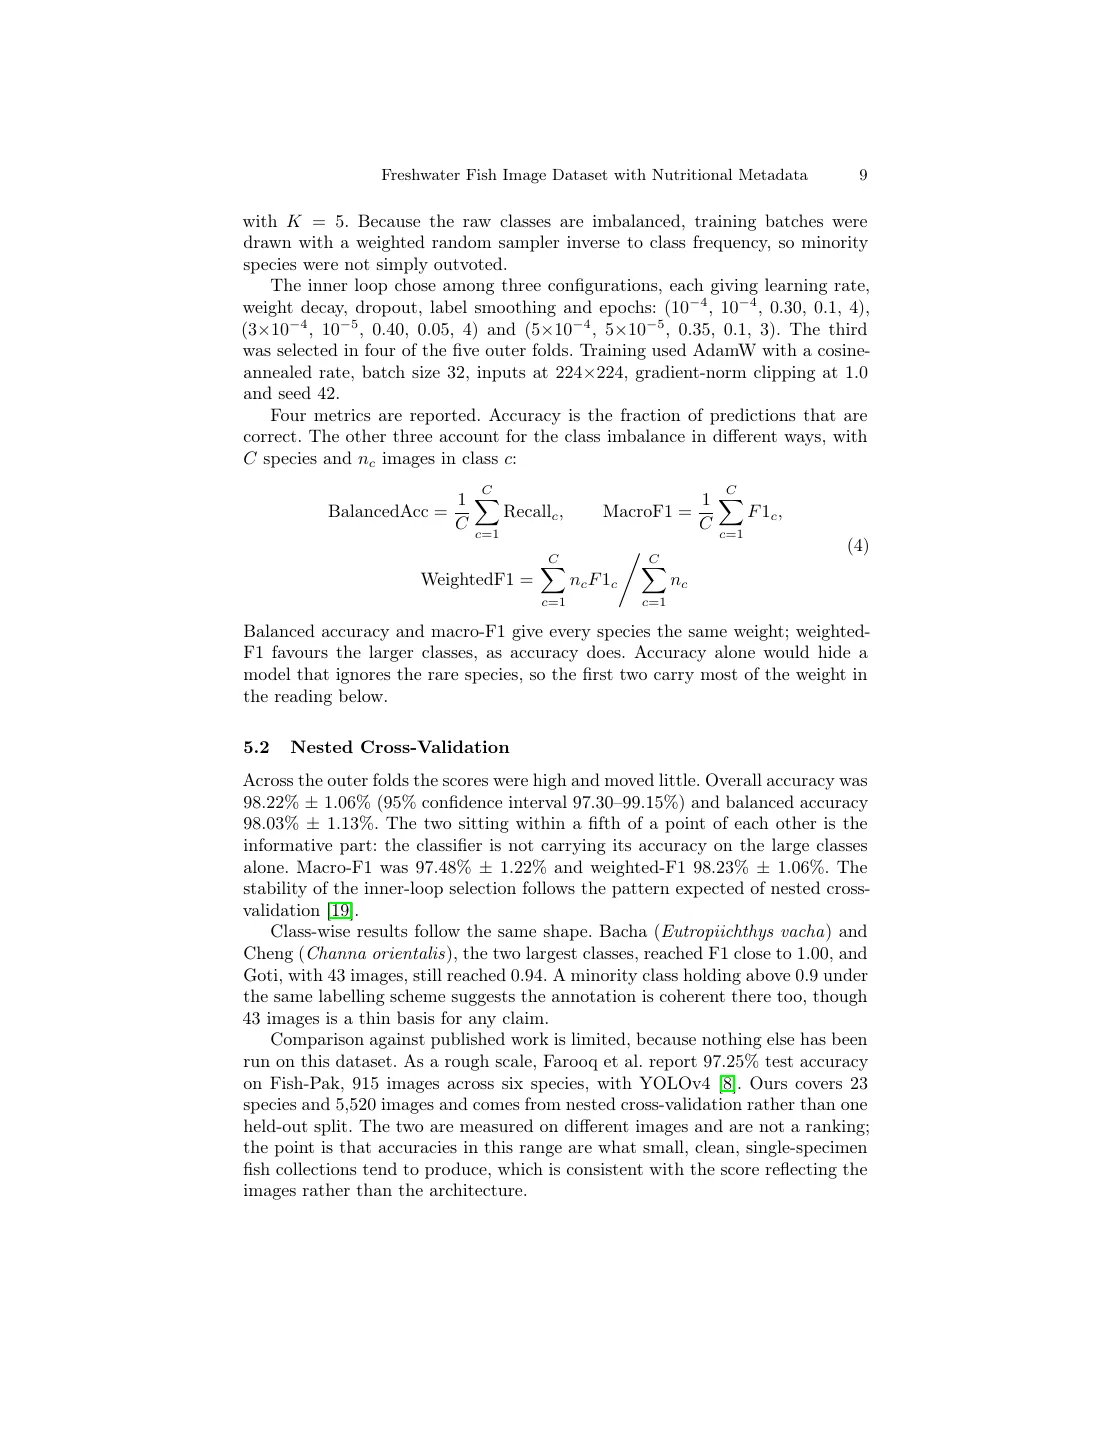 Freshwater Fish Image Dataset with Nutritional Metadata 9
with K = 5. Because the raw classes are imbalanced, training batches were
drawn with a weighted random sampler inverse to class frequency, so minority
species were not simply outvoted.
The inner loop chose among three configurations, each giving learning rate,
weight decay, dropout, label smoothing and epochs: (10⁻⁴, 10⁻⁴, 0.30, 0.1, 4),
(3×10⁻⁴, 10⁻⁵, 0.40, 0.05, 4) and (5×10⁻⁴, 5×10⁻⁵, 0.35, 0.1, 3). The third
was selected in four of the five outer folds. Training used AdamW with a cosine-
annealed rate, batch size 32, inputs at 224×224, gradient-norm clipping at 1.0
and seed 42.
Four metrics are reported. Accuracy is the fraction of predictions that are
correct. The other three account for the class imbalance in different ways, with
C species and n_c images in class c:
BalancedAcc = 1/C ∑_{c=1}^{C} Recall_c, MacroF1 = 1/C ∑_{c=1}^{C} F1_c,
(4)
WeightedF1 = ∑_{c=1}^{C} n_c F1_c / ∑_{c=1}^{C} n_c
Balanced accuracy and macro-F1 give every species the same weight; weighted-
F1 favours the larger classes, as accuracy does. Accuracy alone would hide a
model that ignores the rare species, so the first two carry most of the weight in
the reading below.
5.2 Nested Cross-Validation
Across the outer folds the scores were high and moved little. Overall accuracy was
98.22% ± 1.06% (95% confidence interval 97.30–99.15%) and balanced accuracy
98.03% ± 1.13%. The two sitting within a fifth of a point of each other is the
informative part: the classifier is not carrying its accuracy on the large classes
alone. Macro-F1 was 97.48% ± 1.22% and weighted-F1 98.23% ± 1.06%. The
stability of the inner-loop selection follows the pattern expected of nested cross-
validation [19].
Class-wise results follow the same shape. Bacha (Eutropiichthys vacha) and
Cheng (Channa orientalis), the two largest classes, reached F1 close to 1.00, and
Goti, with 43 images, still reached 0.94. A minority class holding above 0.9 under
the same labelling scheme suggests the annotation is coherent there too, though
43 images is a thin basis for any claim.
Comparison against published work is limited, because nothing else has been
run on this dataset. As a rough scale, Farooq et al. report 97.25% test accuracy
on Fish-Pak, 915 images across six species, with YOLOv4 [8]. Ours covers 23
species and 5,520 images and comes from nested cross-validation rather than one
held-out split. The two are measured on different images and are not a ranking;
the point is that accuracies in this range are what small, clean, single-specimen
fish collections tend to produce, which is consistent with the score reflecting the
images rather than the architecture.